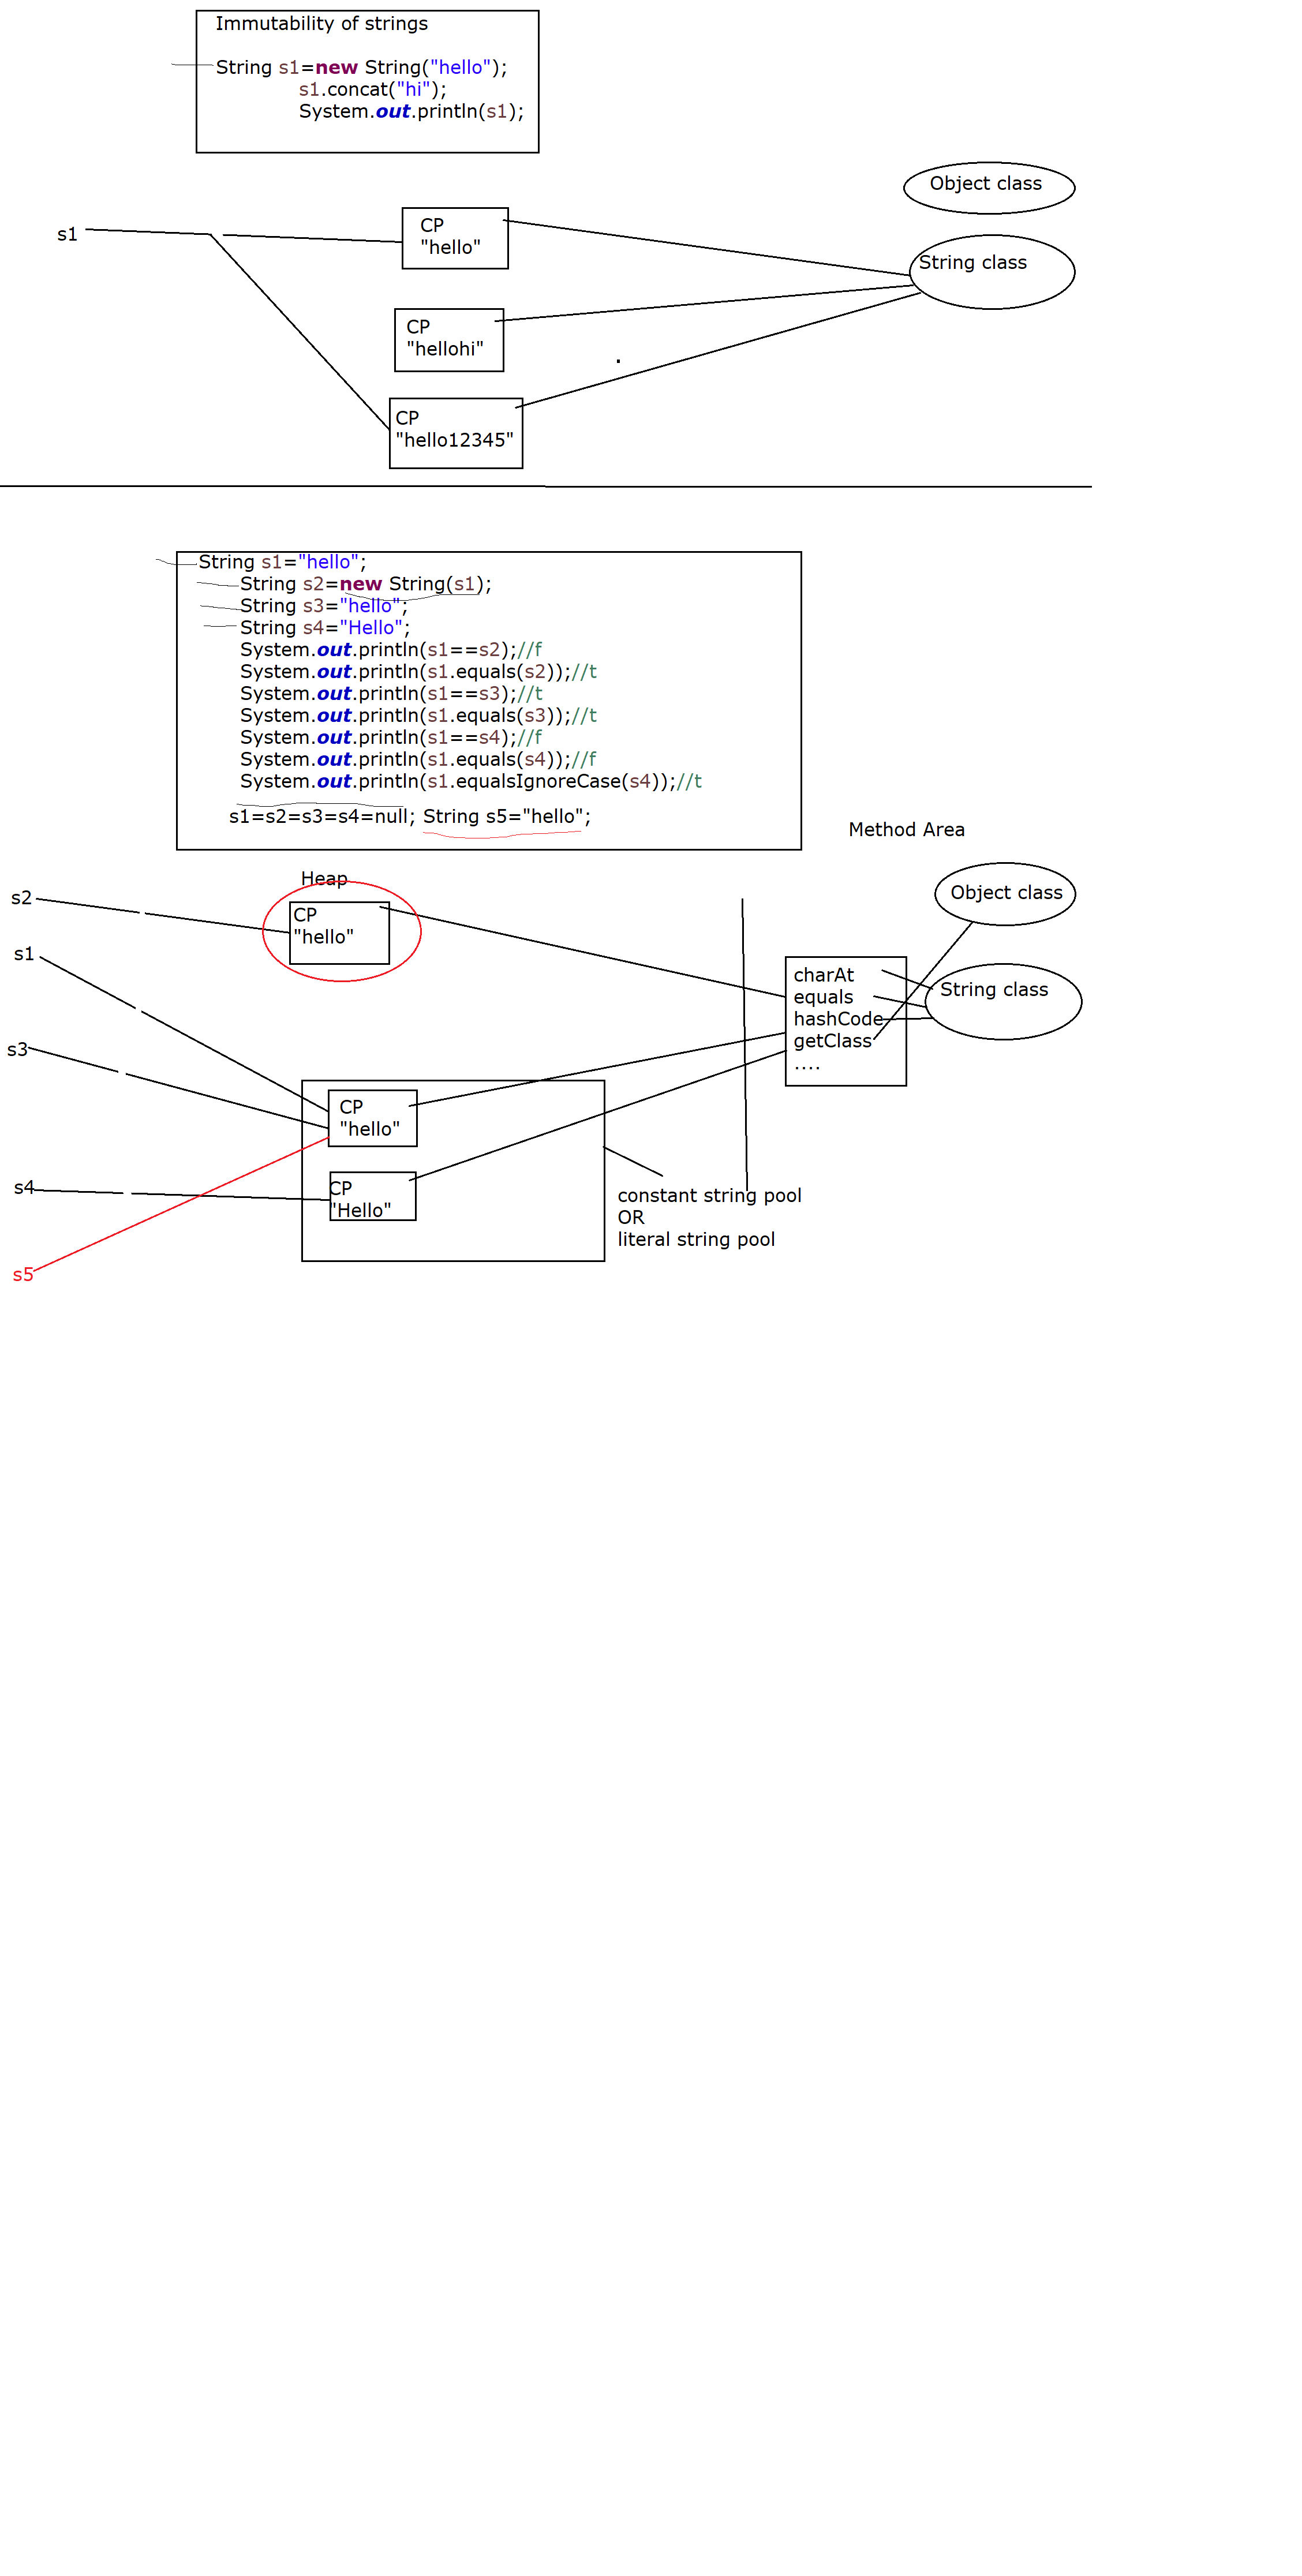 Immutability of strings
String s1=new String("hello");
s1.concat("hi");
System.out.println(s1);
Object class
s1
CP
"hello"
String class
CP
"hellohi"
CP
"hello12345"
String s1="hello";
String s2=new String(s1);
String s3="hello";
String s4="Hello";
System.out.println(s1==s2);//f
System.out.println(s1.equals(s2));//t
System.out.println(s1==s3);//t
System.out.println(s1.equals(s3));//t
System.out.println(s1==s4);//f
System.out.println(s1.equals(s4));//f
System.out.println(s1.equalsIgnoreCase(s4));//t
s1=s2=s3=s4=null; String s5="hello";
Method Area
Heap
s2
CP
"hello"
Object class
s1
charAt
equals
hashCode
getClass
....
String class
s3
CP
"hello"
s4
CP
"Hello"
constant string pool
OR
literal string pool
s5